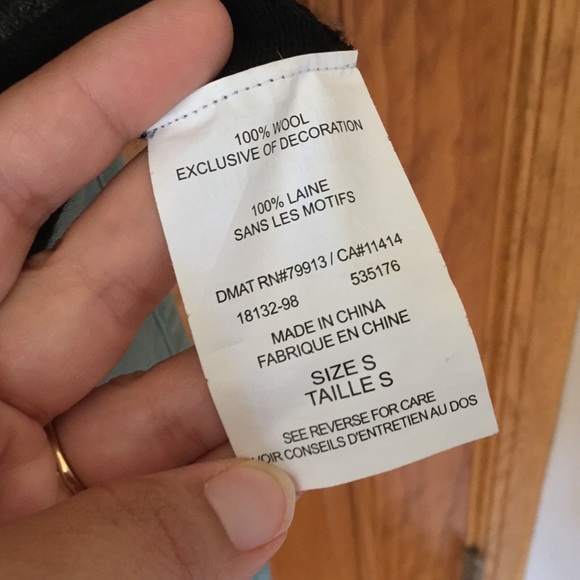 100% WOOL
EXCLUSIVE OF DECORATION
100% LAINE
SANS LES MOTIFS
DMAT RN#79913 / CA#11414
18132-98 535176
MADE IN CHINA
FABRIQUE EN CHINE
SIZE S
TAILLE S
SEE REVERSE FOR CARE
VOIR CONSEILS D'ENTRETIEN AU DOS